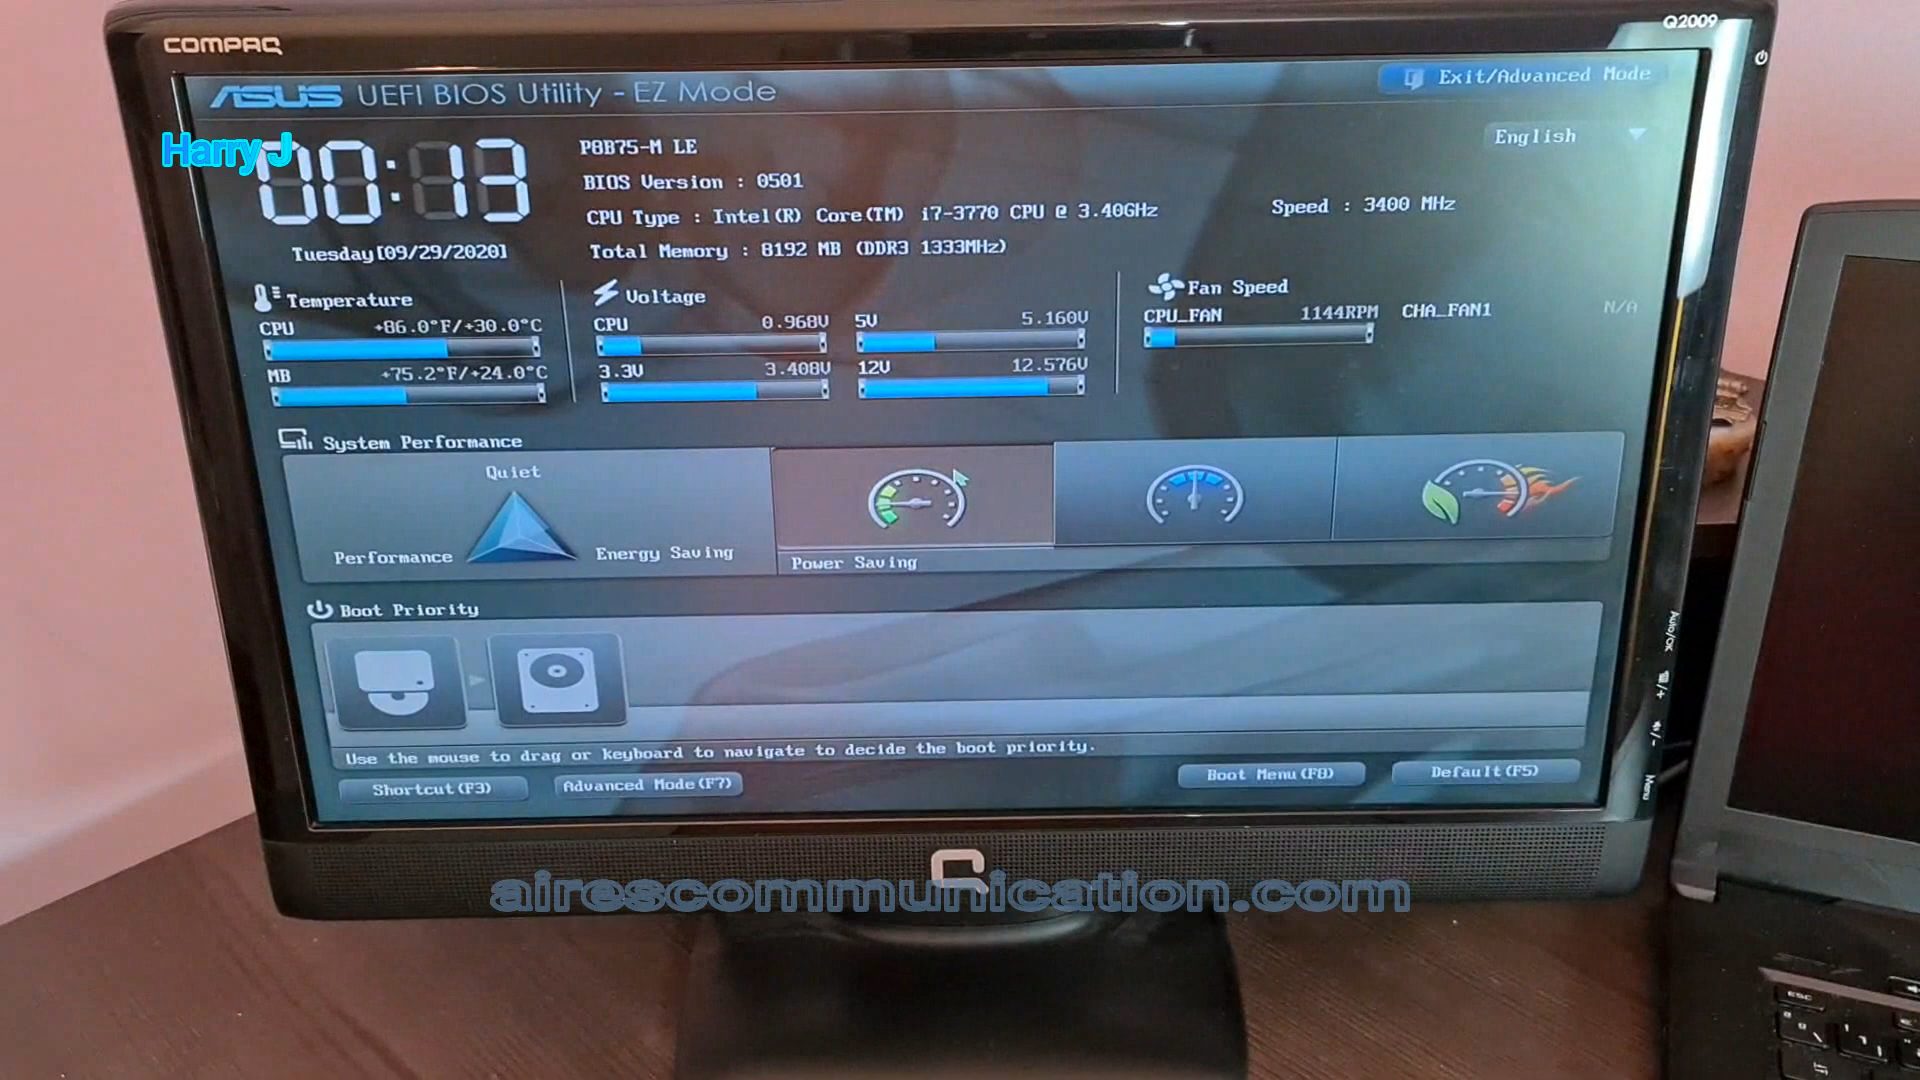 COMPAQ
Q2009
ASUS UEFI BIOS Utility - EZ Mode
Exit/Advanced Mode
Harry J
English
00:13
Tuesday[09/29/2020]
P8B75-M LE
BIOS Version : 0501
CPU Type : Intel(R) Core(TM) i7-3770 CPU @ 3.40GHz
Speed : 3400 MHz
Total Memory : 8192 MB (DDR3 1333MHz)
Temperature
CPU +86.0°F/+30.0°C
MB +75.2°F/+24.0°C
Voltage
CPU 0.968V 5V 5.160V
3.3V 3.408V 12V 12.576V
Fan Speed
CPU_FAN 1144RPM CHA_FAN1 N/A
System Performance
Quiet
Performance
Energy Saving
Power Saving
Boot Priority
Use the mouse to drag or keyboard to navigate to decide the boot priority.
Shortcut(F3)
Advanced Mode(F7)
Boot Menu(F8)
Default(F5)
Auto/OK
Menu
airescommunication.com
ESC